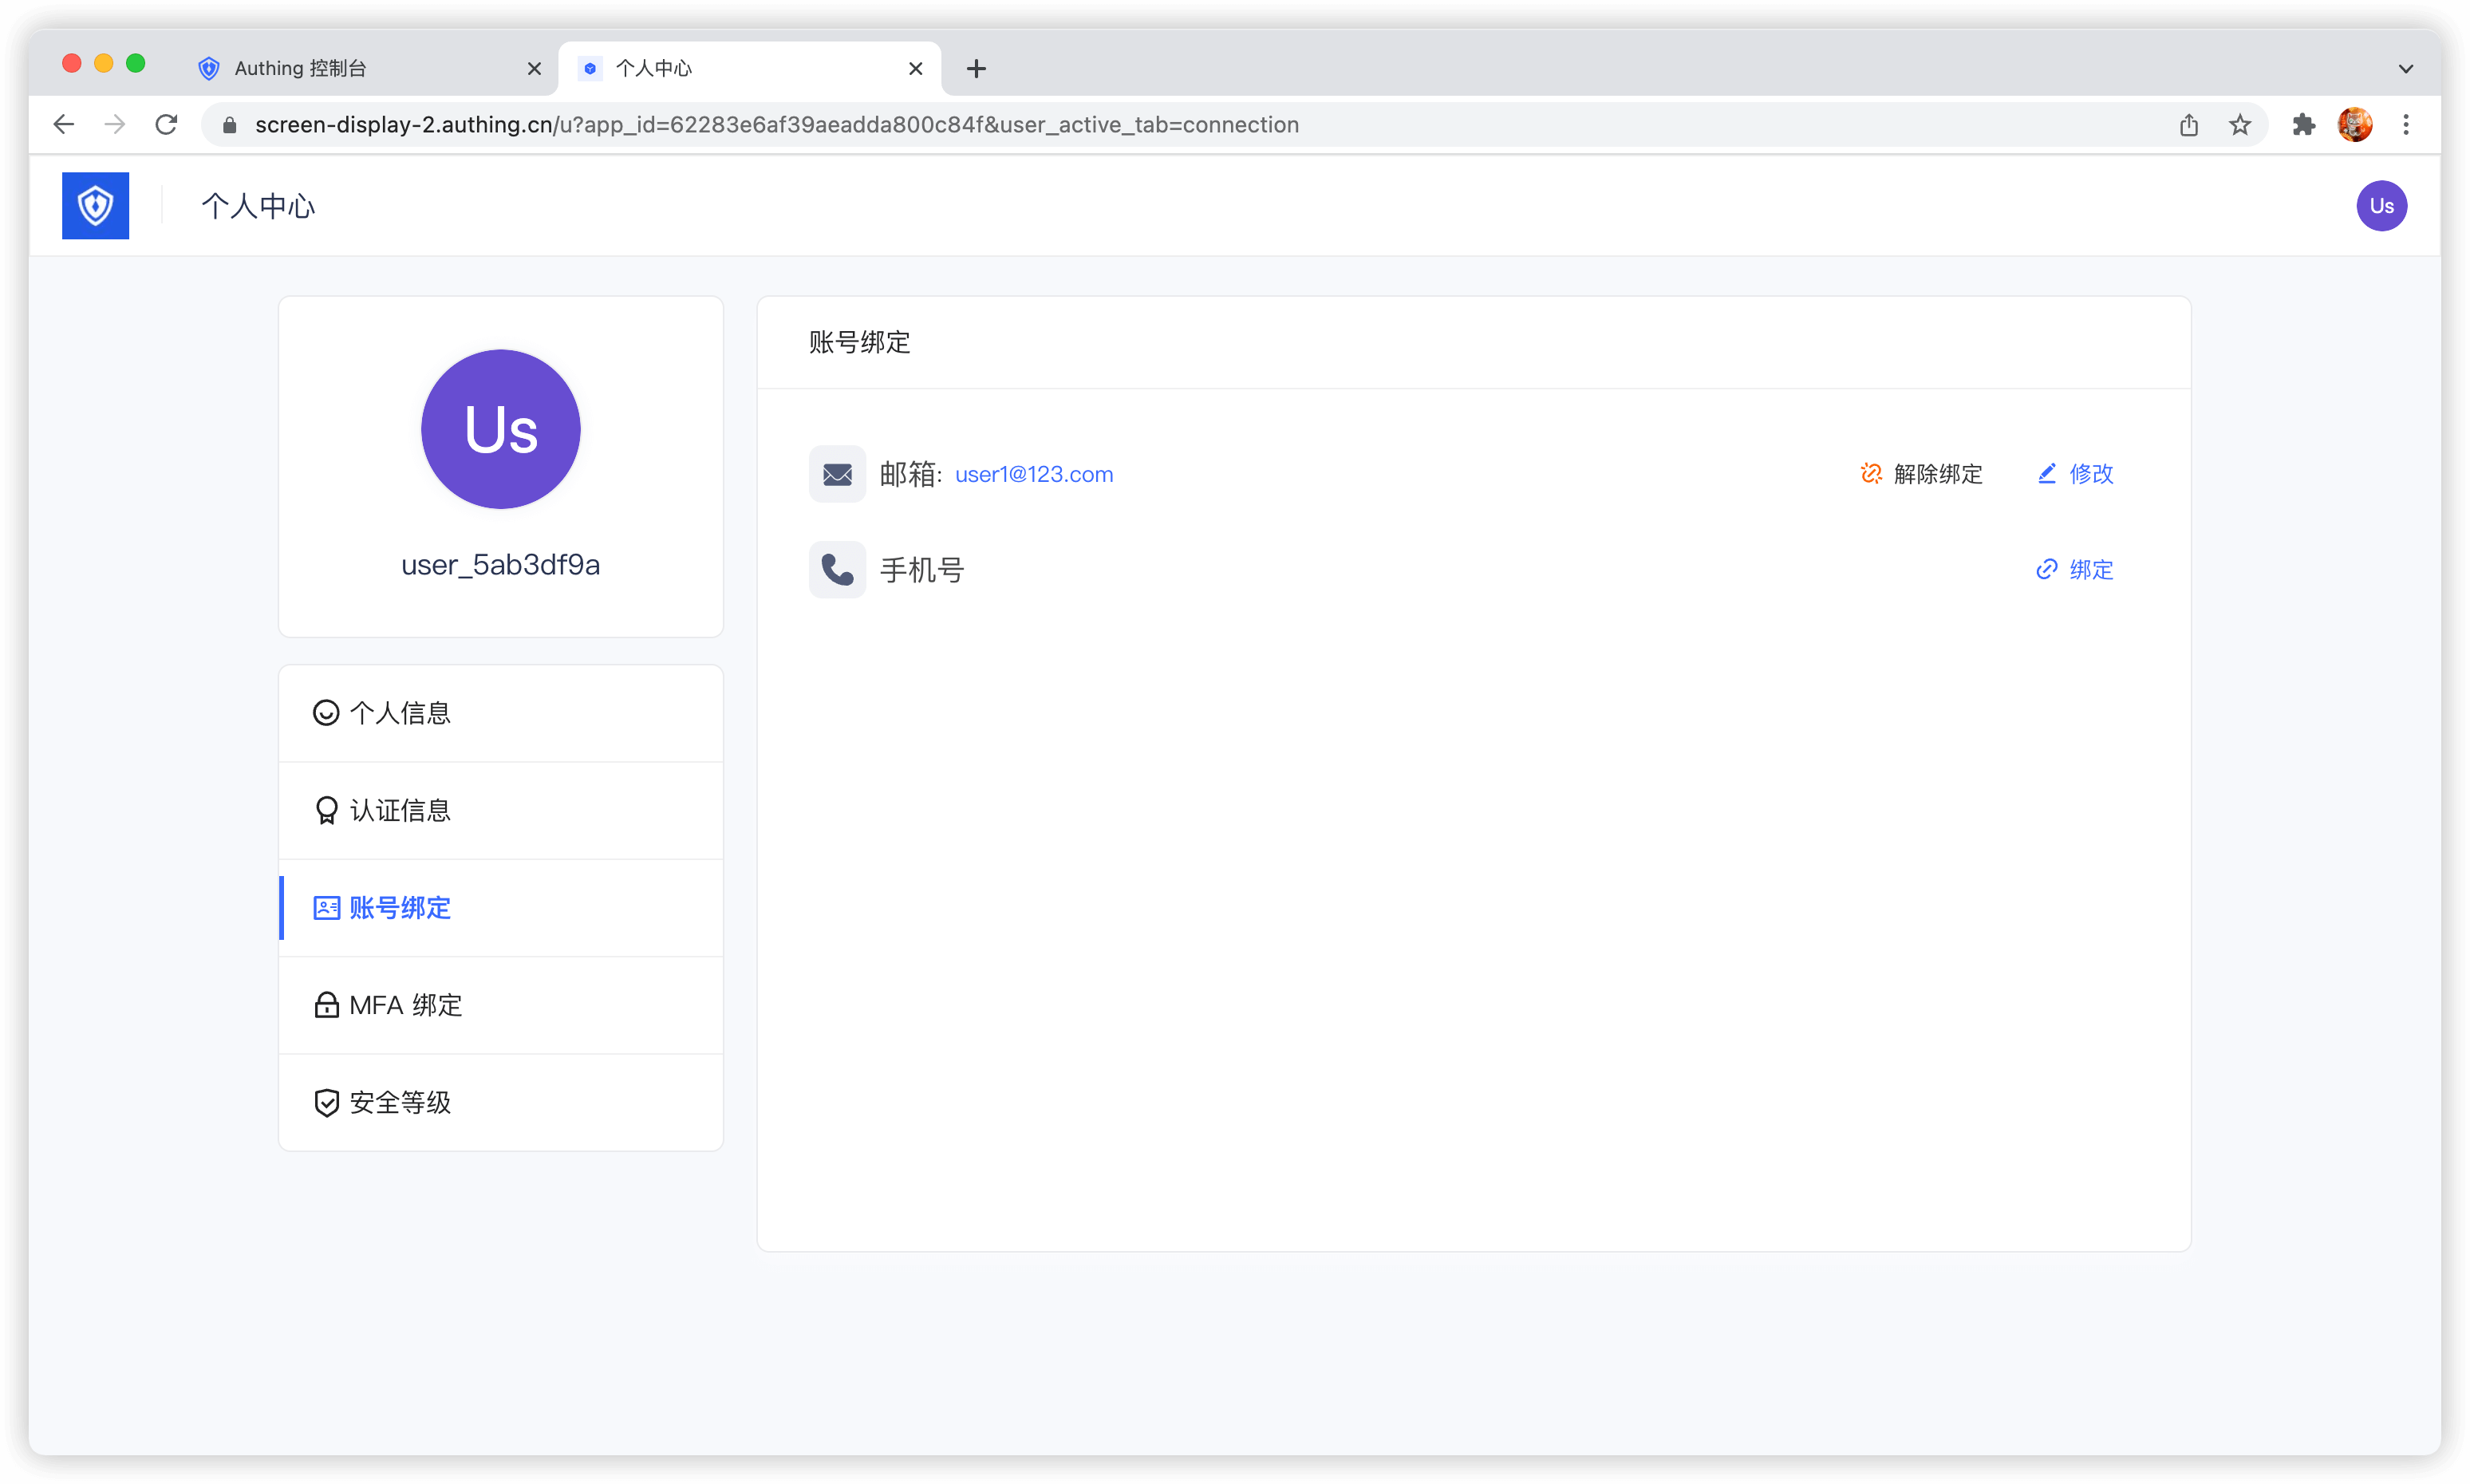 Authing 控制台
个人中心
screen-display-2.authing.cn/u?app_id=62283e6af39aeadda800c84f&user_active_tab=connection
个人中心
Us
Us
user_5ab3df9a
个人信息
认证信息
账号绑定
MFA 绑定
安全等级
账号绑定
邮箱: user1@123.com 解除绑定 修改
手机号 绑定